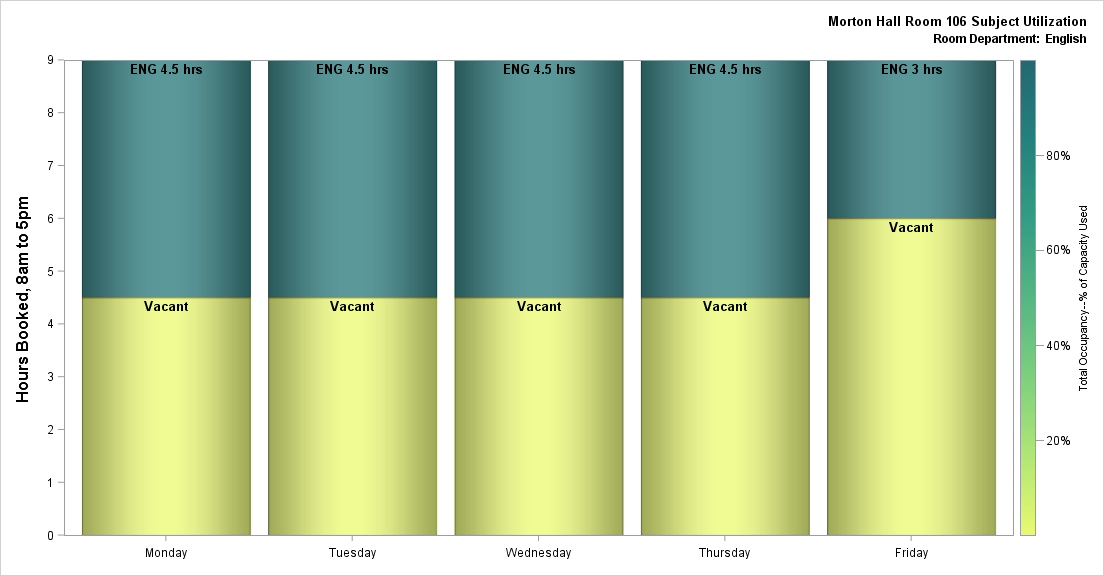 Morton Hall Room 106 Subject Utilization
Room Department: English
Hours Booked, 8am to 5pm
9
8
7
6
5
4
3
2
1
0
ENG 4.5 hrs
ENG 4.5 hrs
ENG 4.5 hrs
ENG 4.5 hrs
ENG 3 hrs
Vacant
Vacant
Vacant
Vacant
Vacant
Monday
Tuesday
Wednesday
Thursday
Friday
80%
60%
40%
20%
Total Occupancy--% of Capacity Used